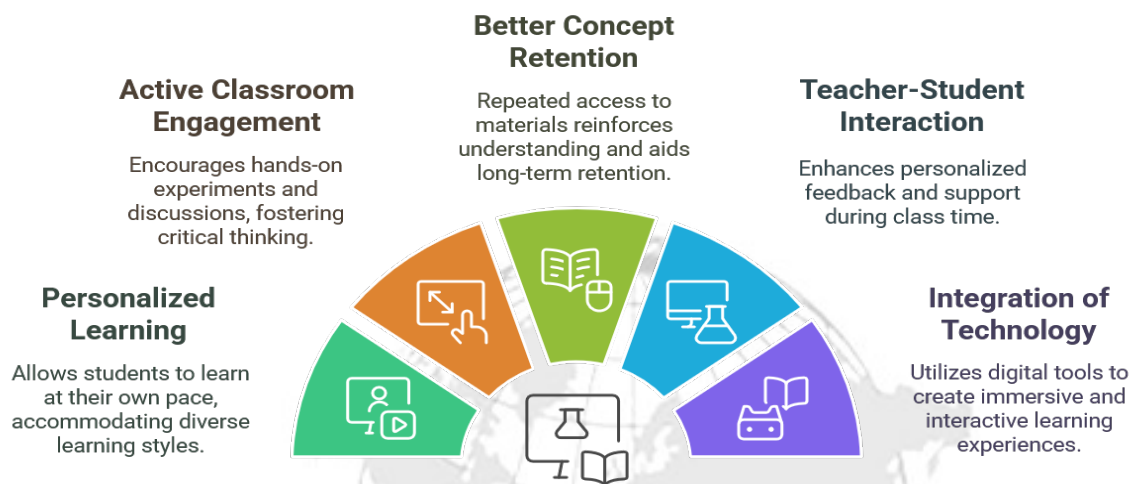 Better Concept
Retention
Repeated access to
materials reinforces
understanding and aids
long-term retention.
Active Classroom
Engagement
Encourages hands-on
experiments and
discussions, fostering
critical thinking.
Teacher-Student
Interaction
Enhances personalized
feedback and support
during class time.
Personalized
Learning
Allows students to learn
at their own pace,
accommodating diverse
learning styles.
Integration of
Technology
Utilizes digital tools to
create immersive and
interactive learning
experiences.